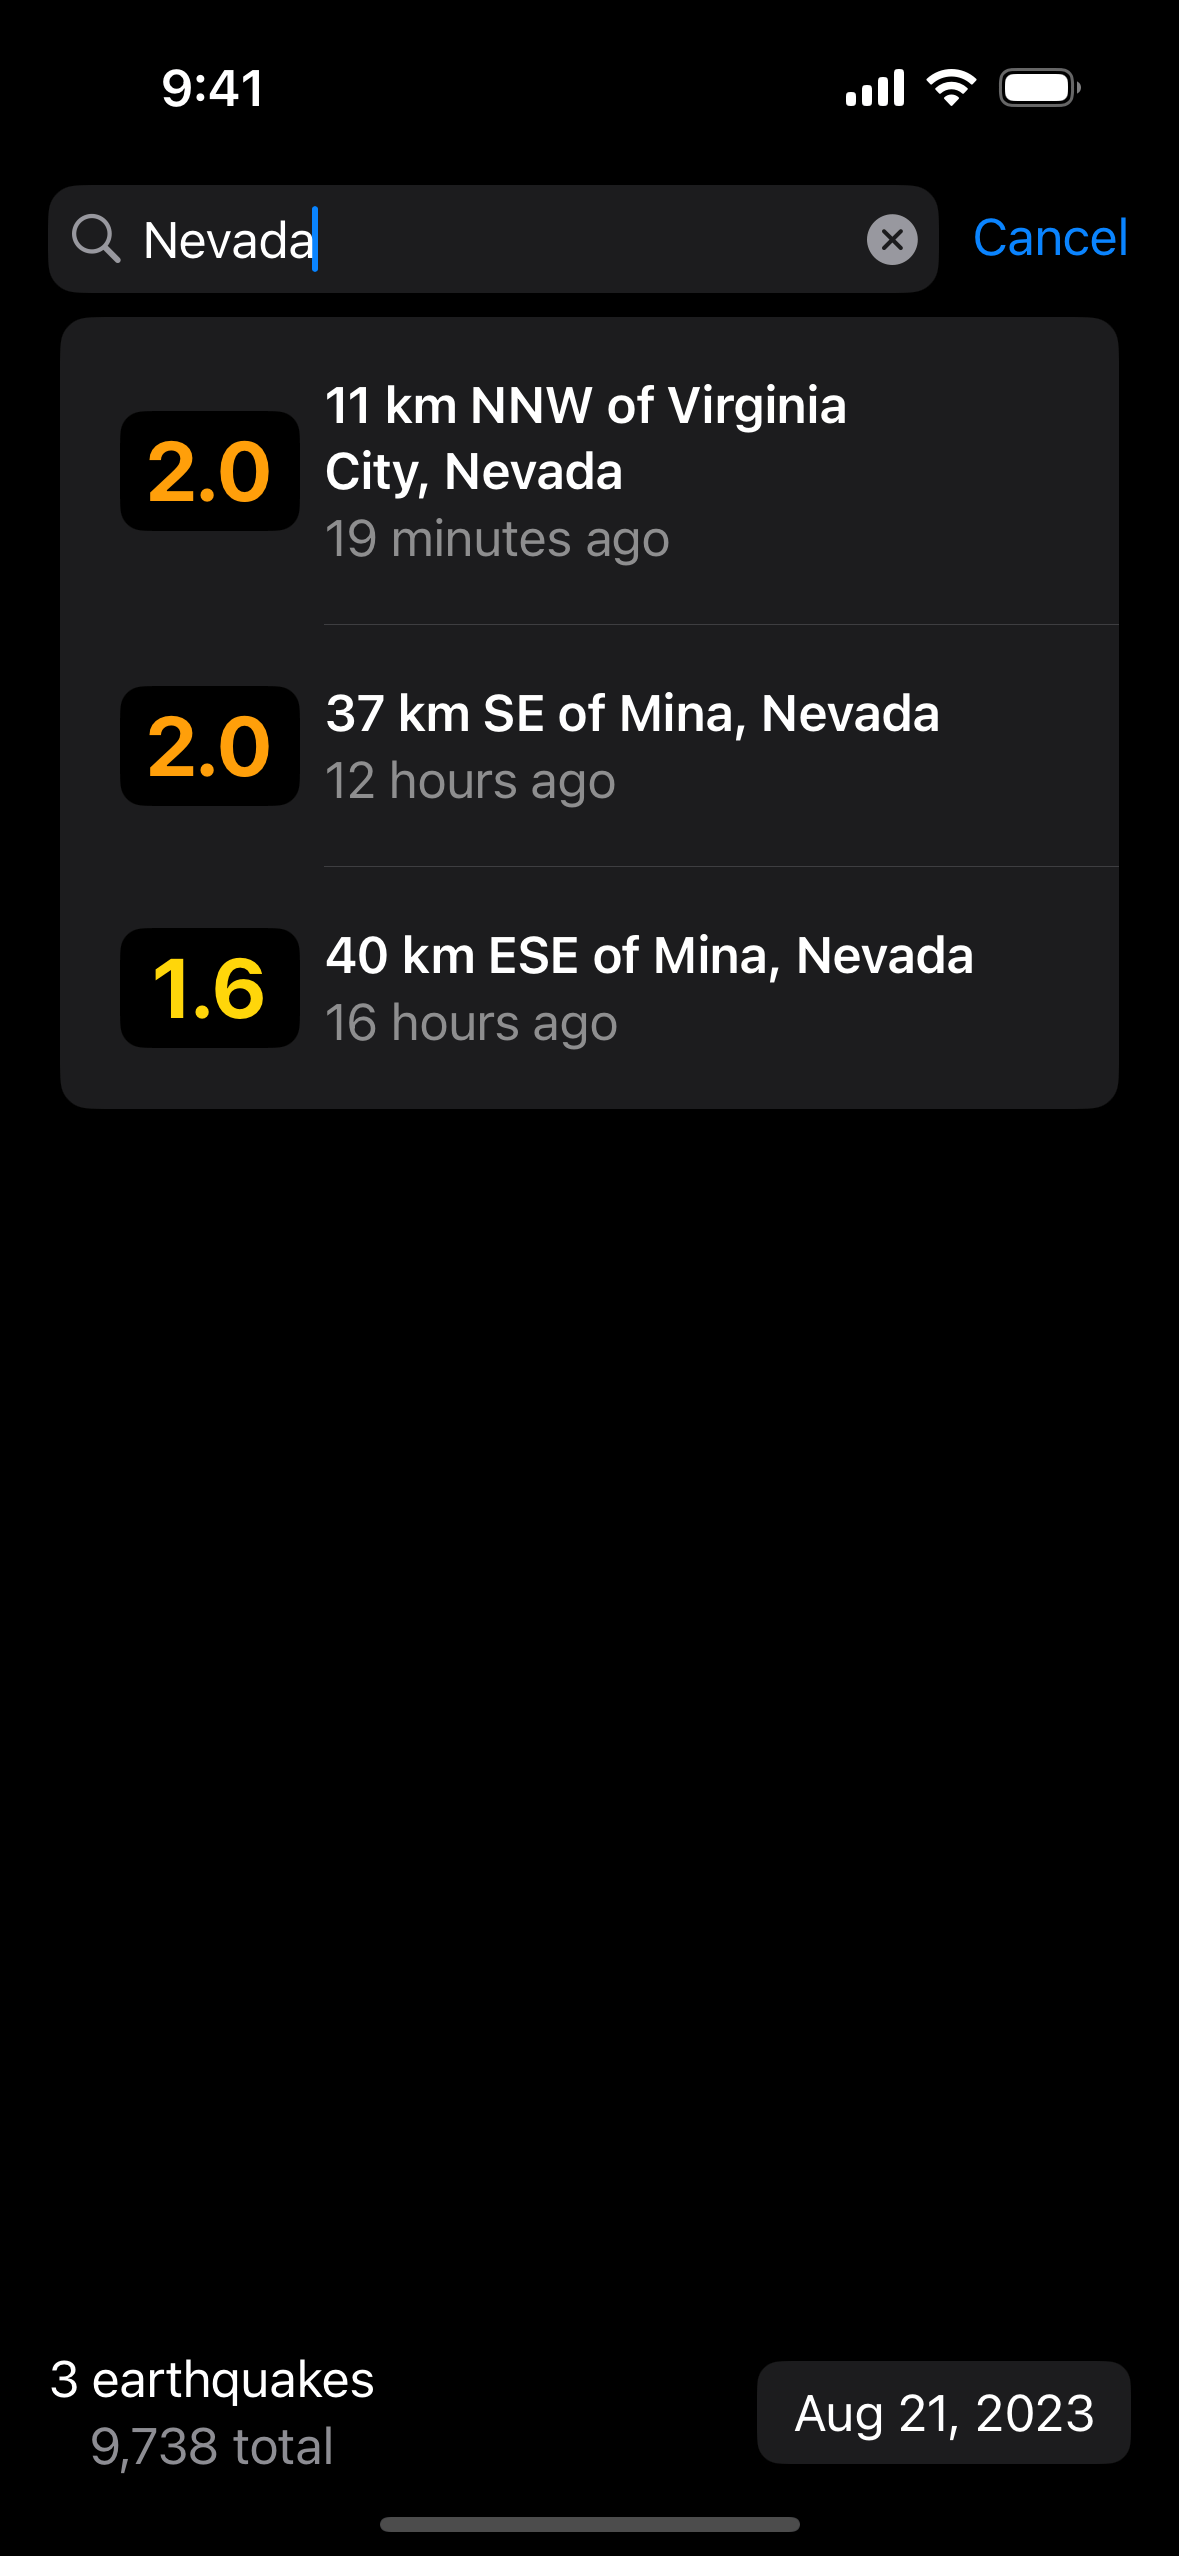 9:41
Nevada
Cancel
2.0
11 km NNW of Virginia
City, Nevada
19 minutes ago
2.0
37 km SE of Mina, Nevada
12 hours ago
1.6
40 km ESE of Mina, Nevada
16 hours ago
3 earthquakes
9,738 total
Aug 21, 2023